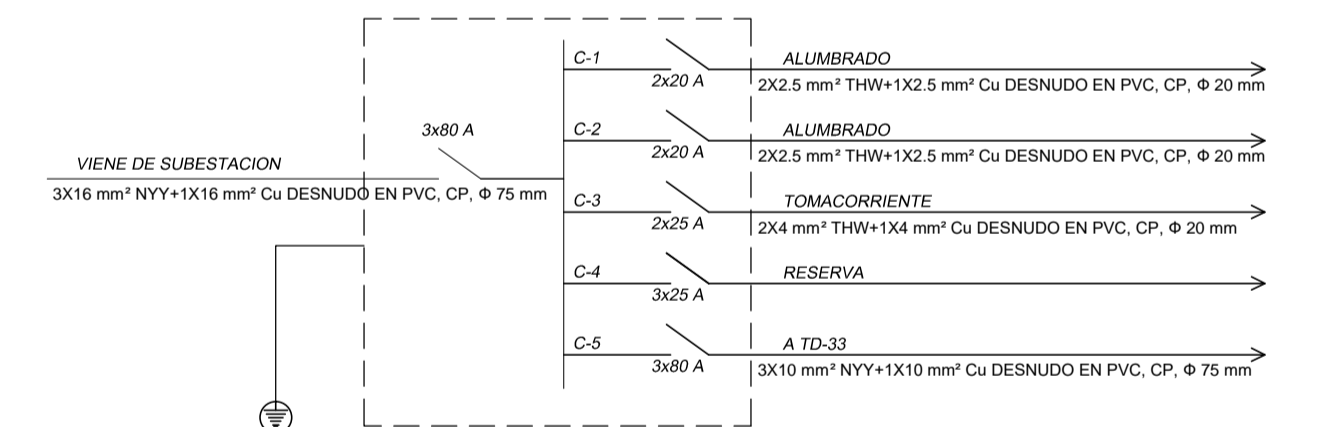 C-1
ALUMBRADO
2x20 A
2X2.5 mm² THW+1X2.5 mm² Cu DESNUDO EN PVC, CP, Φ 20 mm
3x80 A
C-2
ALUMBRADO
2x20 A
2X2.5 mm² THW+1X2.5 mm² Cu DESNUDO EN PVC, CP, Φ 20 mm
VIENE DE SUBESTACION
3X16 mm² NYY+1X16 mm² Cu DESNUDO EN PVC, CP, Φ 75 mm
C-3
TOMACORRIENTE
2x25 A
2X4 mm² THW+1X4 mm² Cu DESNUDO EN PVC, CP, Φ 20 mm
C-4
RESERVA
3x25 A
C-5
A TD-33
3x80 A
3X10 mm² NYY+1X10 mm² Cu DESNUDO EN PVC, CP, Φ 75 mm